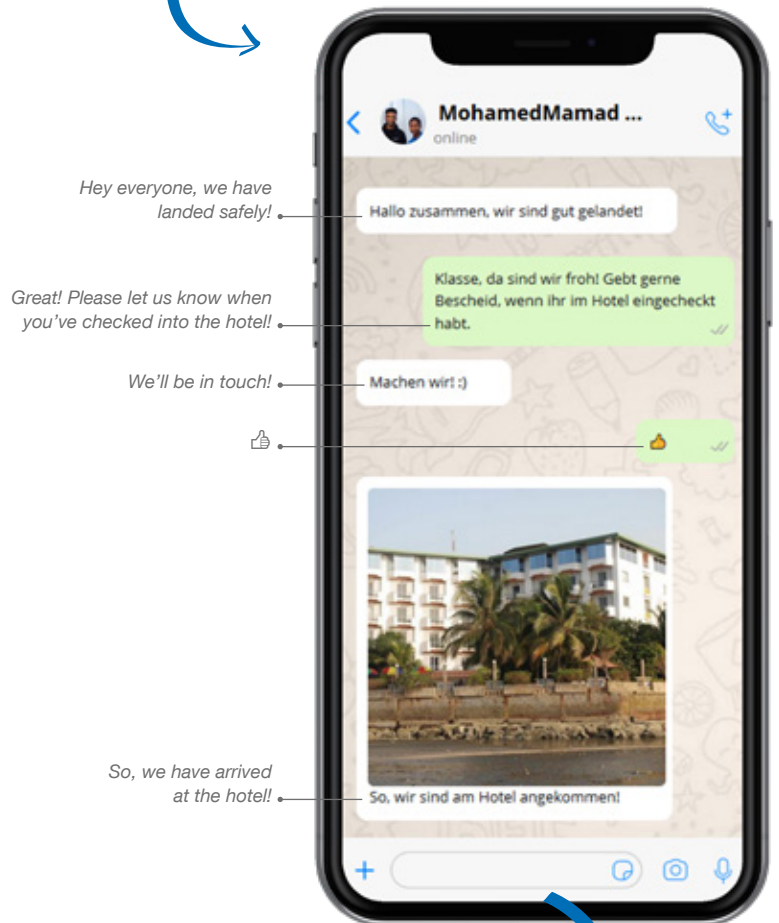 MohamedMamad ...
online
Hey everyone, we have
landed safely!
Hallo zusammen, wir sind gut gelandet!
Great! Please let us know when
you've checked into the hotel!
Klasse, da sind wir froh! Gebt gerne
Bescheid, wenn ihr im Hotel eingecheckt
habt.
We'll be in touch!
Machen wir! :)
👍
👍
So, we have arrived
at the hotel!
So, wir sind am Hotel angekommen!